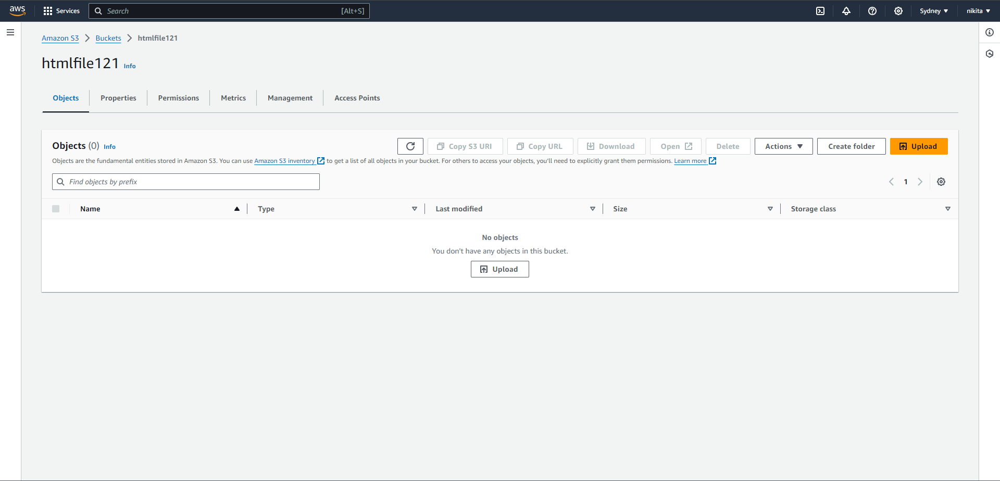 aws Services Search [Alt+S] Sydney nikita
Amazon S3 Buckets htmlfile121
htmlfile121 Info
Objects Properties Permissions Metrics Management Access Points
Objects (0) Info Copy S3 URI Copy URL Download Open Delete Actions Create folder Upload
Objects are the fundamental entities stored in Amazon S3. You can use Amazon S3 inventory to get a list of all objects in your bucket. For others to access your objects, you'll need to explicitly grant them permissions. Learn more
Find objects by prefix 1
Name Type Last modified Size Storage class
No objects
You don't have any objects in this bucket.
Upload